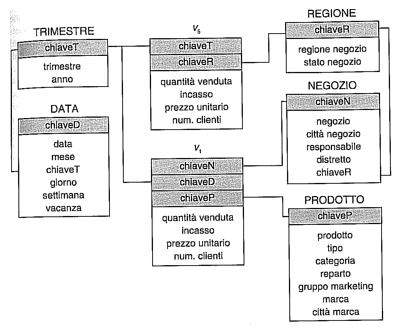 TRIMESTRE
chiaveT
trimestre
anno
DATA
chiaveD
data
mese
chiaveT
giorno
settimana
vacanza
V5
chiaveT
chiaveR
quantità venduta
incasso
prezzo unitario
num. clienti
V1
chiaveN
chiaveD
chiaveP
quantità venduta
incasso
prezzo unitario
num. clienti
REGIONE
chiaveR
regione negozio
stato negozio
NEGOZIO
chiaveN
negozio
città negozio
responsabile
distretto
chiaveR
PRODOTTO
chiaveP
prodotto
tipo
categoria
reparto
gruppo marketing
marca
città marca